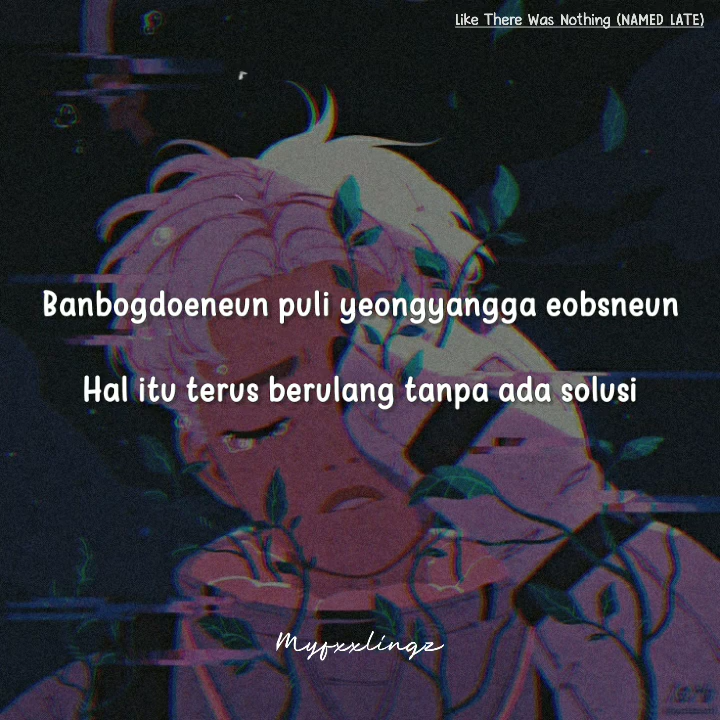 Like There Was Nothing (NAMED LATE)
Banbogdoeneun puli yeongyangga eobsneun
Hal itu terus berulang tanpa ada solusi
Myfxxlingz